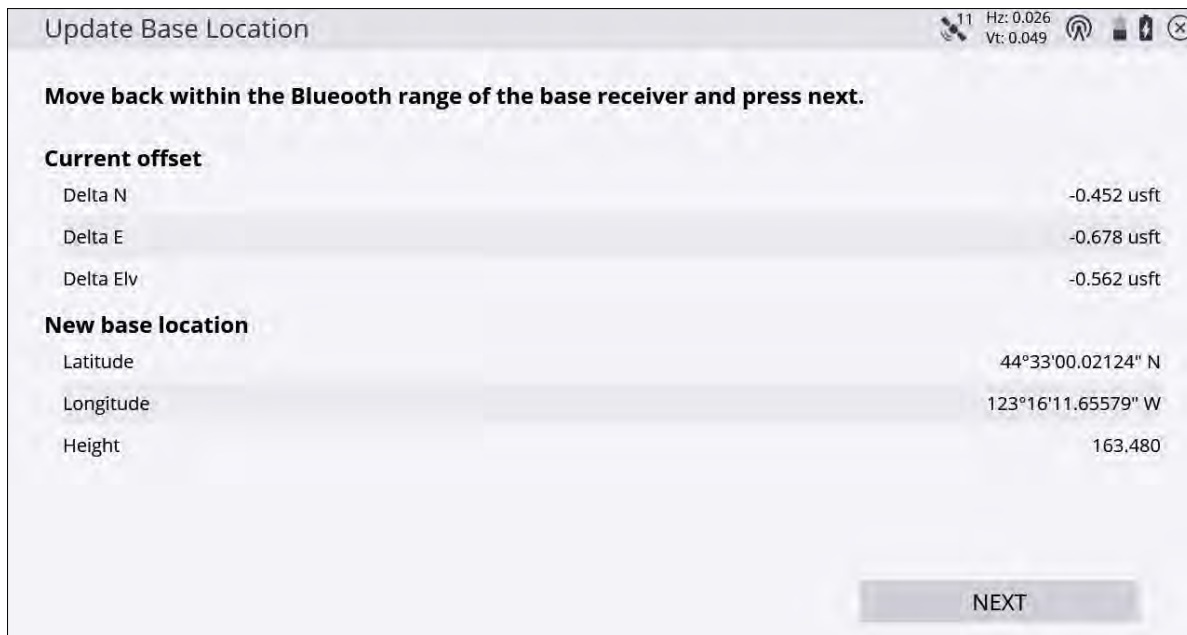 Update Base Location
11 Hz: 0.026
Vt: 0.049
Move back within the Blueooth range of the base receiver and press next.
Current offset
Delta N -0.452 usft
Delta E -0.678 usft
Delta Elv -0.562 usft
New base location
Latitude 44°33'00.02124" N
Longitude 123°16'11.65579" W
Height 163.480
NEXT